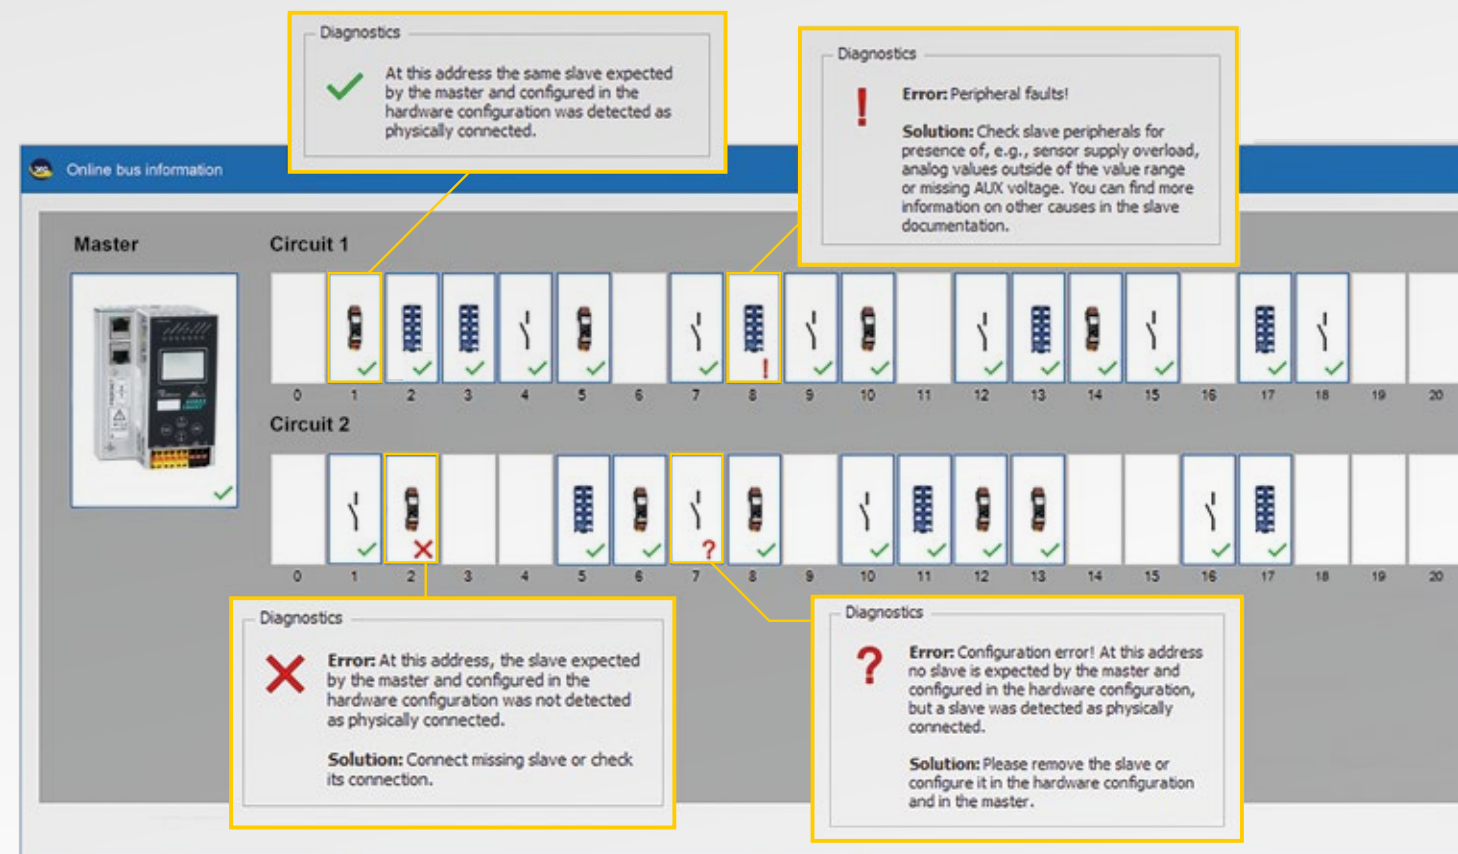 Diagnostics
At this address the same slave expected
by the master and configured in the
hardware configuration was detected as
physically connected.
Diagnostics
Error: Peripheral faults!
Solution: Check slave peripherals for
presence of, e.g., sensor supply overload,
analog values outside of the value range
or missing AUX voltage. You can find more
information on other causes in the slave
documentation.
Online bus information
Master
Circuit 1
0 1 2 3 4 5 6 7 8 9 10 11 12 13 14 15 16 17 18 19 20
Circuit 2
0 1 2 3 4 5 6 7 8 9 10 11 12 13 14 15 16 17 18 19 20
Diagnostics
Error: At this address, the slave expected
by the master and configured in the
hardware configuration was not detected
as physically connected.
Solution: Connect missing slave or check
its connection.
Diagnostics
Error: Configuration error! At this address
no slave is expected by the master and
configured in the hardware configuration,
but a slave was detected as physically
connected.
Solution: Please remove the slave or
configure it in the hardware configuration
and in the master.